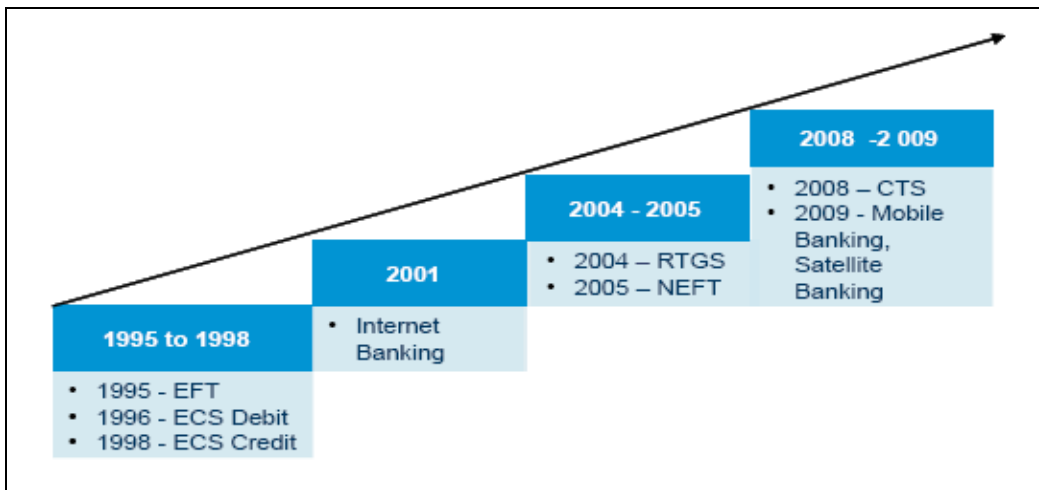 1995 to 1998
• 1995 - EFT
• 1996 - ECS Debit
• 1998 - ECS Credit
2001
• Internet
Banking
2004 - 2005
• 2004 – RTGS
• 2005 – NEFT
2008 -2 009
• 2008 – CTS
• 2009 - Mobile
Banking,
Satellite
Banking